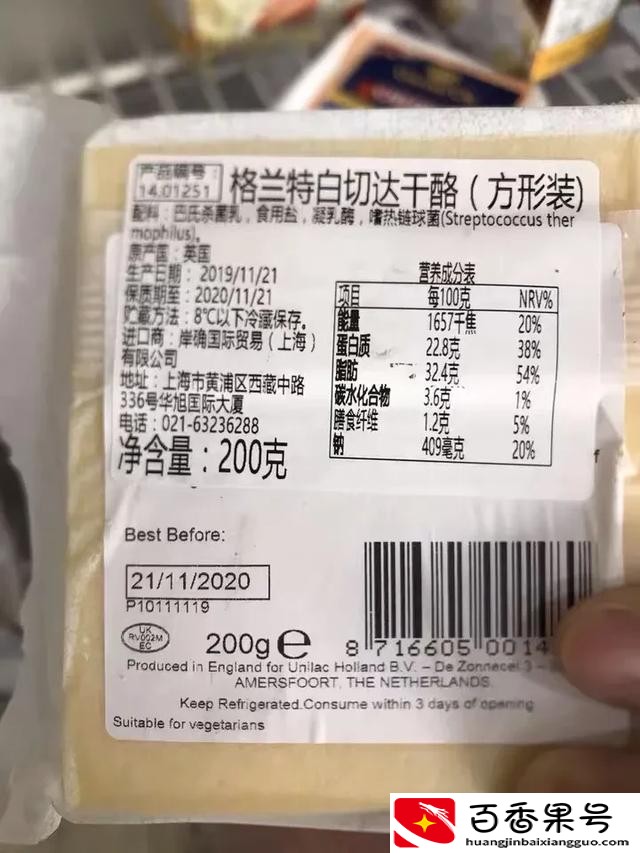 产品编号：
14.01251
格兰特白切达干酪（方形装)
配料：巴氏杀菌乳，食用盐，凝乳酶，嗜热链球菌(Streptococcus ther
mophilus)。
原产国：英国
生产日期：2019/11/21
保质期至：2020/11/21
贮藏方法：8℃以下冷藏保存。
进口商：岸确国际贸易（上海）
有限公司
地址：上海市黄浦区西藏中路
336号华旭国际大厦
电话：021-63236288
净含量：200克
营养成分表
项目 每100克 NRV%
能量 1657千焦 20%
蛋白质 22.8克 38%
脂肪 32.4克 54%
碳水化合物 3.6克 1%
膳食纤维 1.2克 5%
钠 409毫克 20%
Best Before:
21/11/2020
P10111119
UK
RV002M
EC
200g e
8 716605 0014
Produced in England for Unilac Holland B.V. – De Zonnecel 3 –
AMERSFOORT, THE NETHERLANDS
Keep Refrigerated.Consume within 3 days of opening
Suitable for vegetarians
百香果号
huangjinbaixiangguo.com